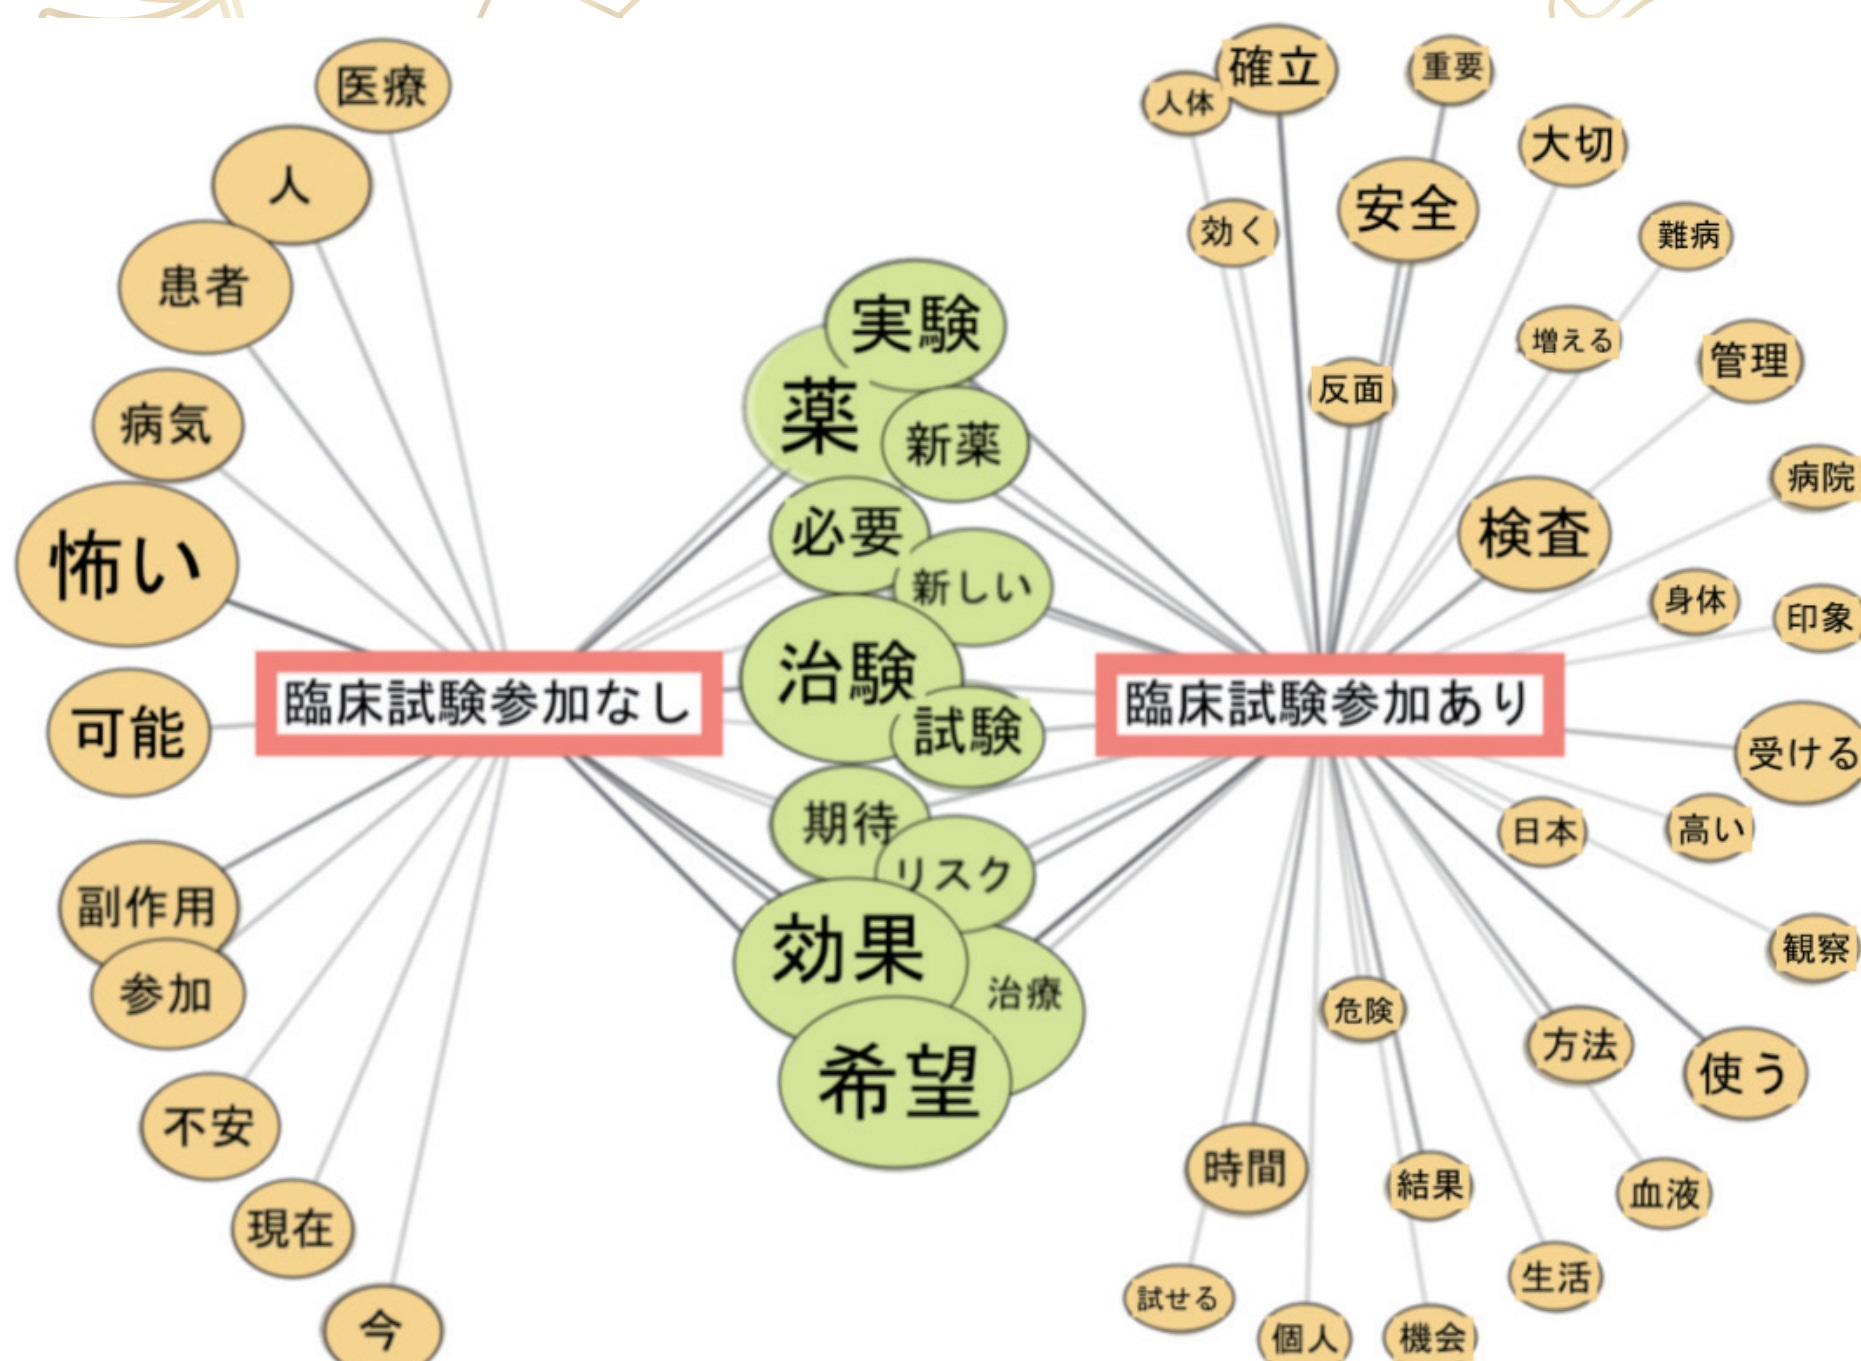 医療
人
患者
病気
怖い
可能
副作用
参加
不安
現在
今
臨床試験参加なし
実験
薬
新薬
必要
新しい
治験
試験
期待
リスク
効果
治療
希望
臨床試験参加あり
人体
確立
重要
大切
効く
安全
難病
増える
管理
反面
病院
検査
身体
印象
受ける
日本
高い
観察
危険
方法
使う
時間
結果
血液
生活
試せる
個人
機会